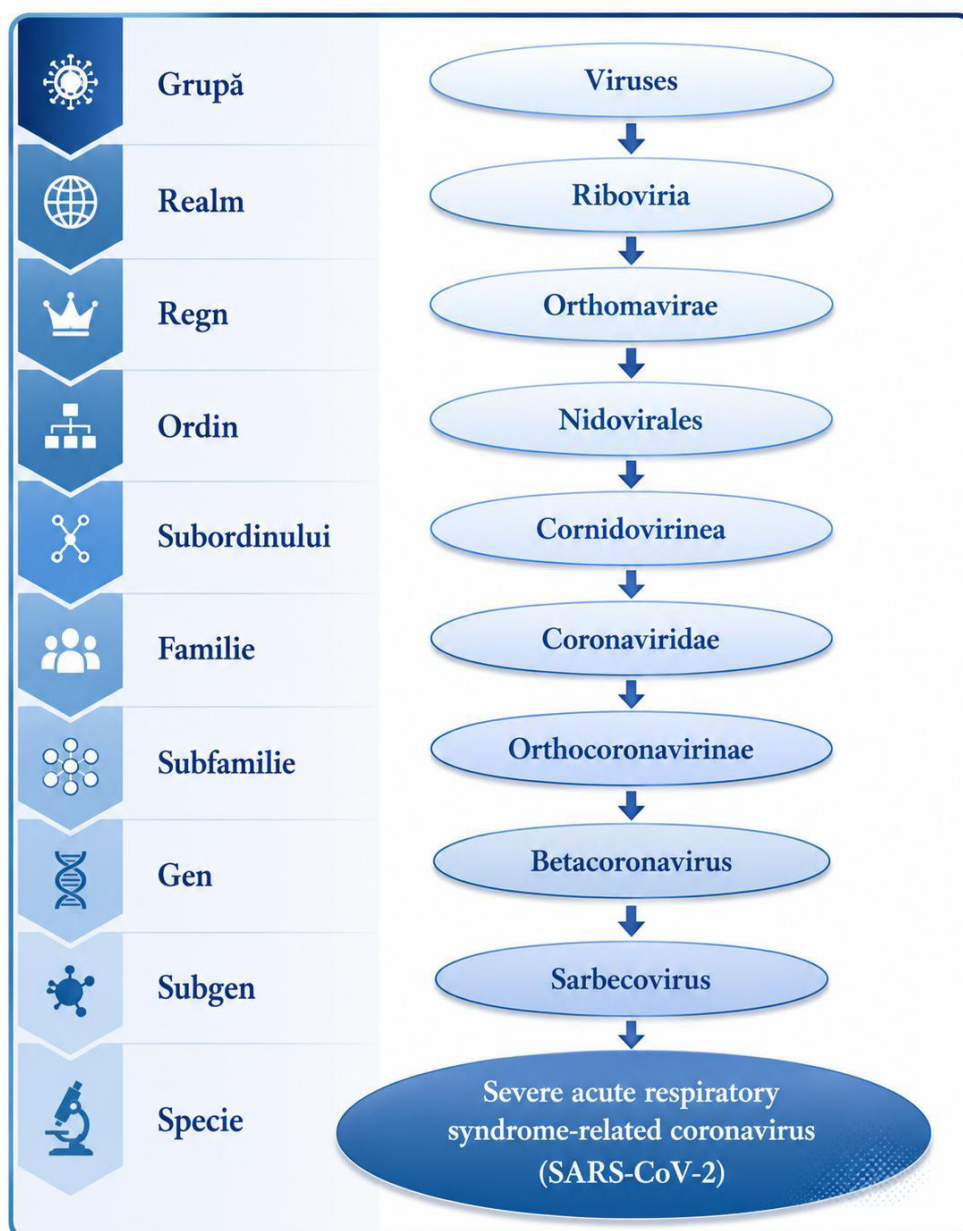 Grupă
Viruses
Realm
Riboviria
Regn
Orthomavirae
Ordin
Nidovirales
Subordinului
Cornidovirinea
Familie
Coronaviridae
Subfamilie
Orthocoronavirinae
Gen
Betacoronavirus
Subgen
Sarbecovirus
Specie
Severe acute respiratory
syndrome-related coronavirus
(SARS-CoV-2)